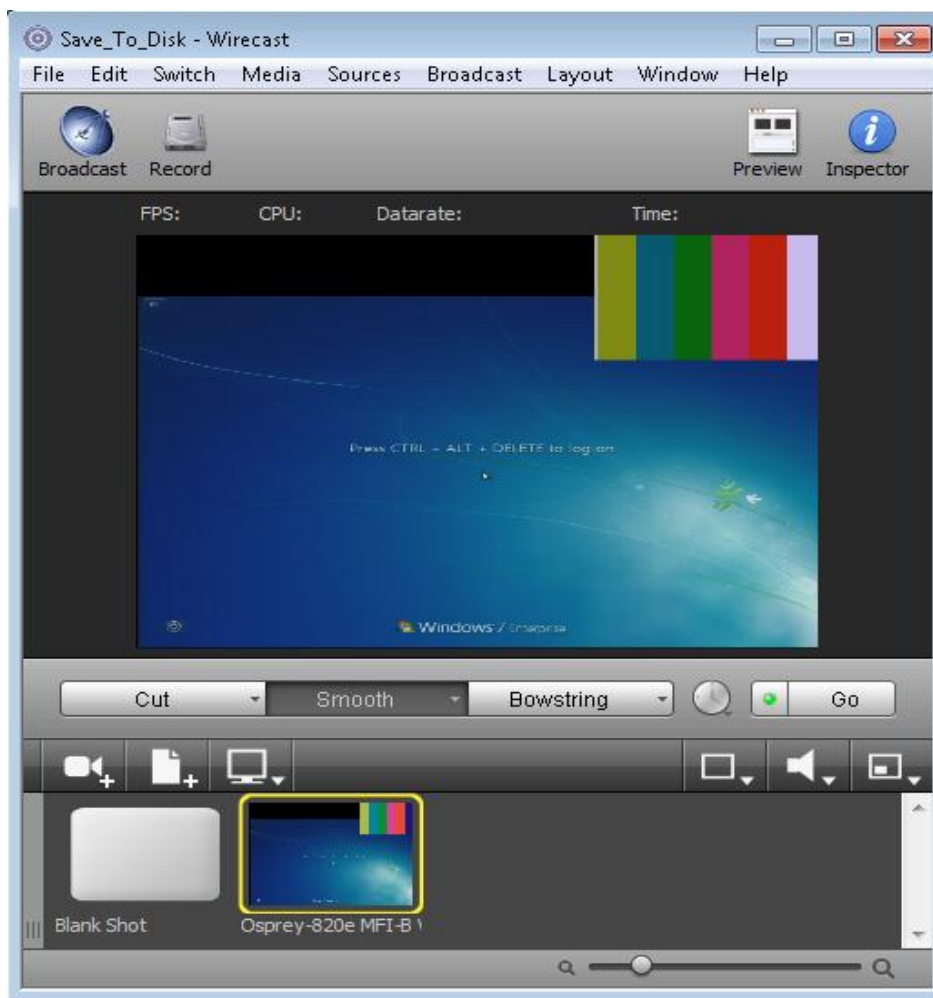 Save_To_Disk - Wirecast
File Edit Switch Media Sources Broadcast Layout Window Help
Broadcast Record Preview Inspector
FPS: CPU: Datarate: Time:
Press CTRL + ALT + DELETE to log on
Windows 7 Enterprise
Cut Smooth Bowstring Go
Blank Shot Osprey-820e MFI-B